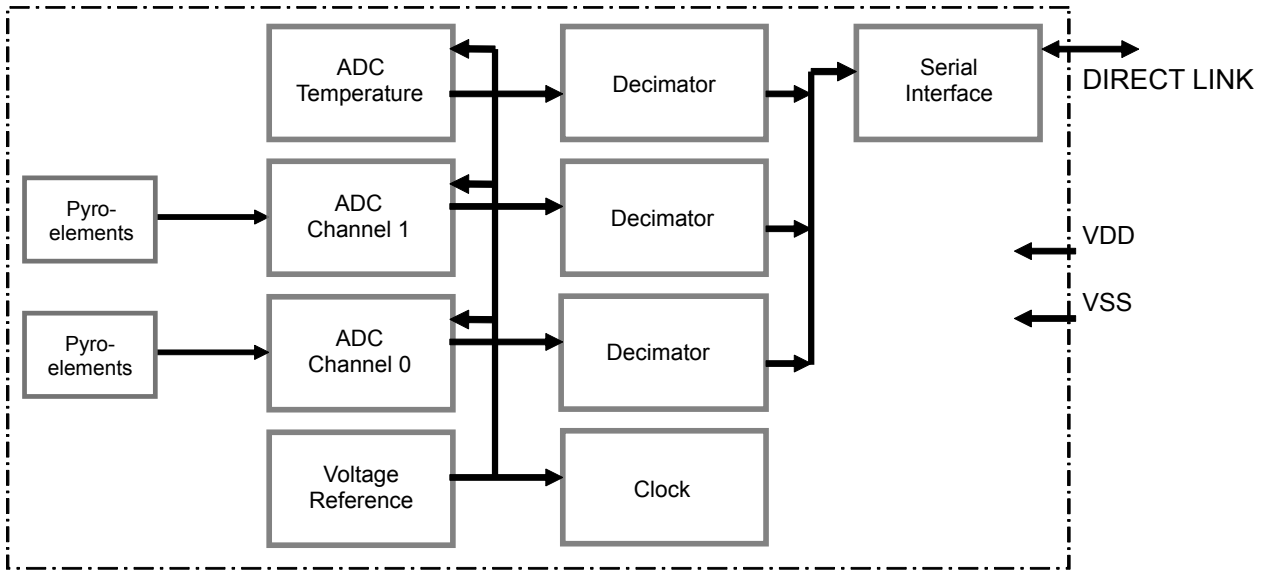 ADC
Temperature
Decimator
Serial
Interface
DIRECT LINK
Pyro-
elements
ADC
Channel 1
Decimator
VDD
VSS
Pyro-
elements
ADC
Channel 0
Decimator
Voltage
Reference
Clock